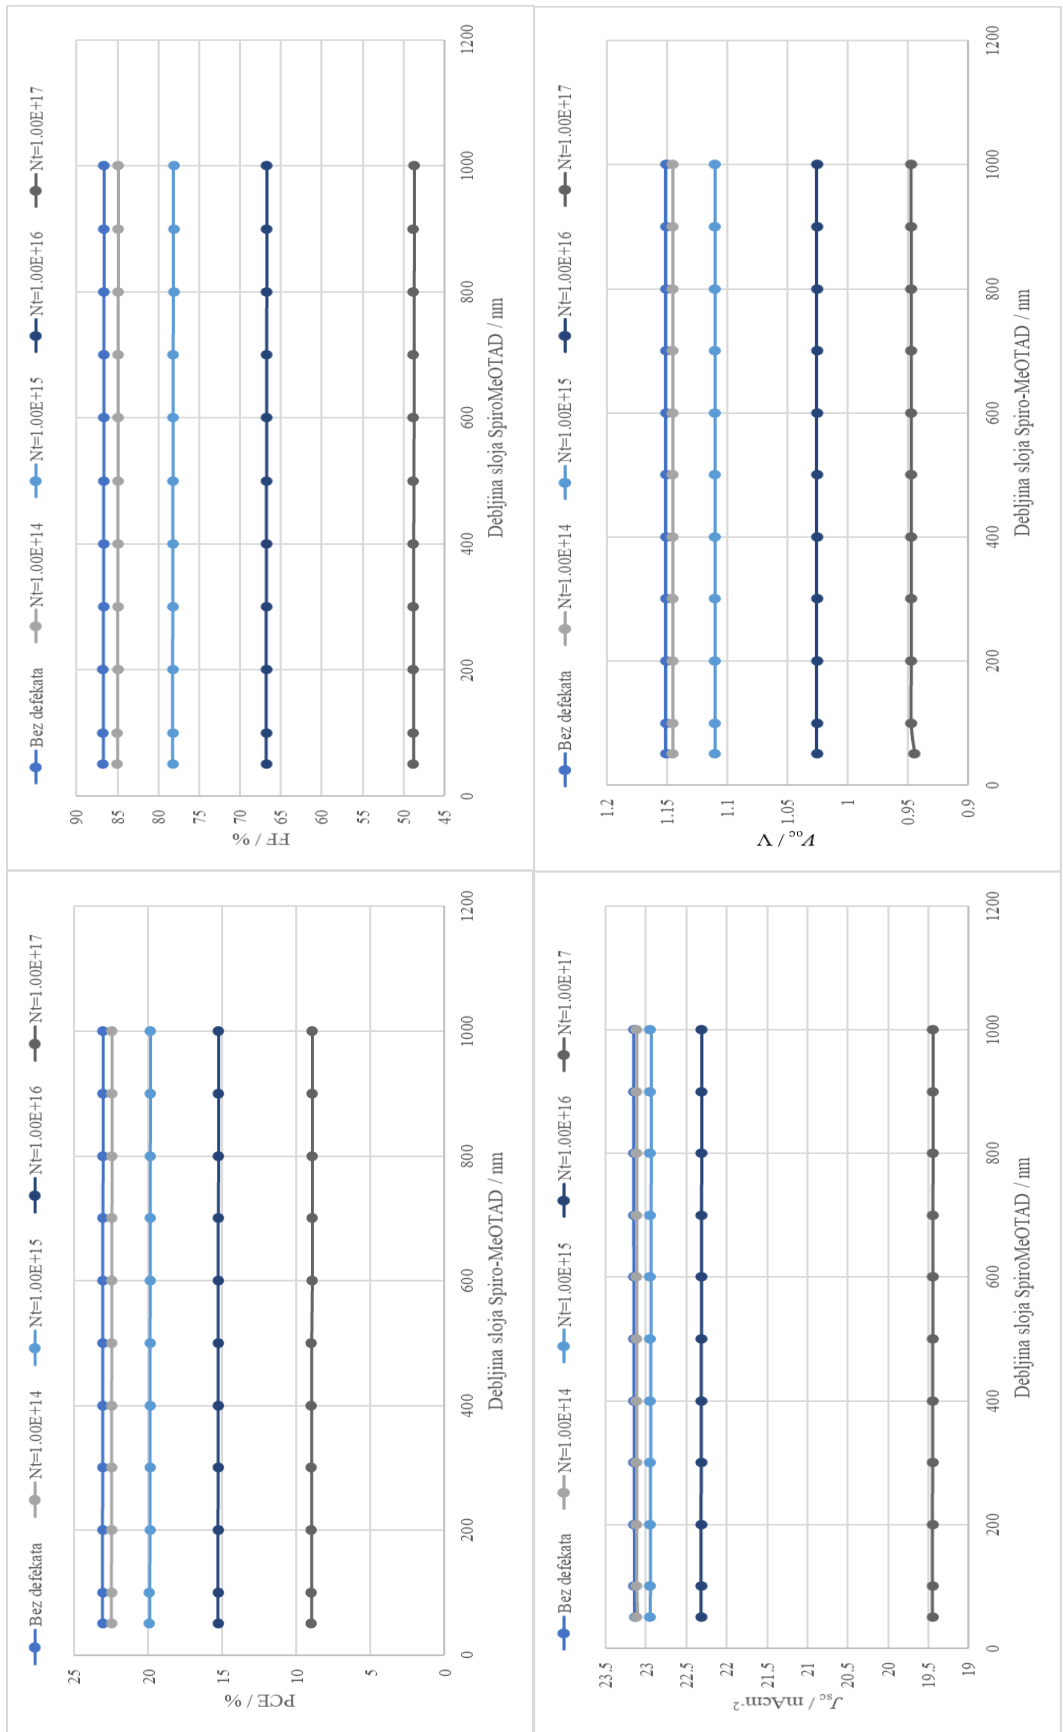 Bez defekata Nt=1.00E+14 Nt=1.00E+15 Nt=1.00E+16 Nt=1.00E+17
25
20
15
10
5
0
PCE / %
0 200 400 600 800 1000 1200
Debljina sloja Spiro-MeOTAD / nm
Bez defekata Nt=1.00E+14 Nt=1.00E+15 Nt=1.00E+16 Nt=1.00E+17
90
85
80
75
70
65
60
55
50
45
FF / %
0 200 400 600 800 1000 1200
Debljina sloja SpiroMeOTAD / nm
Bez defekata Nt=1.00E+14 Nt=1.00E+15 Nt=1.00E+16 Nt=1.00E+17
23.5
23
22.5
22
21.5
21
20.5
20
19.5
19
Jsc / mAcm-2
0 200 400 600 800 1000 1200
Debljina sloja SpiroMeOTAD / nm
Bez defekata Nt=1.00E+14 Nt=1.00E+15 Nt=1.00E+16 Nt=1.00E+17
1.2
1.15
1.1
1.05
1
0.95
0.9
Voc / V
0 200 400 600 800 1000 1200
Debljina sloja Spiro-MeOTAD / nm